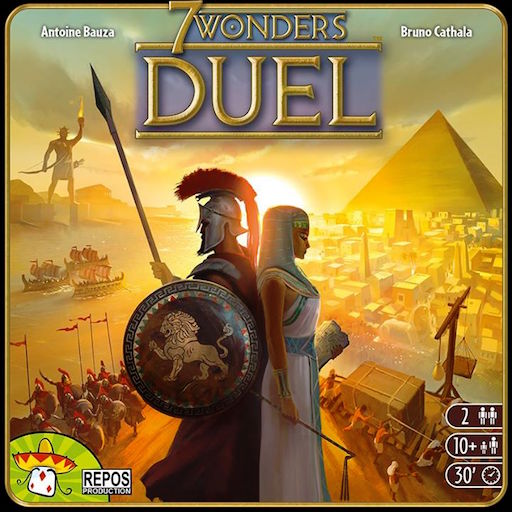 Antoine Bauza
Bruno Cathala
7 WONDERS
DUEL
2
10+
30'
REPOS
PRODUCTION